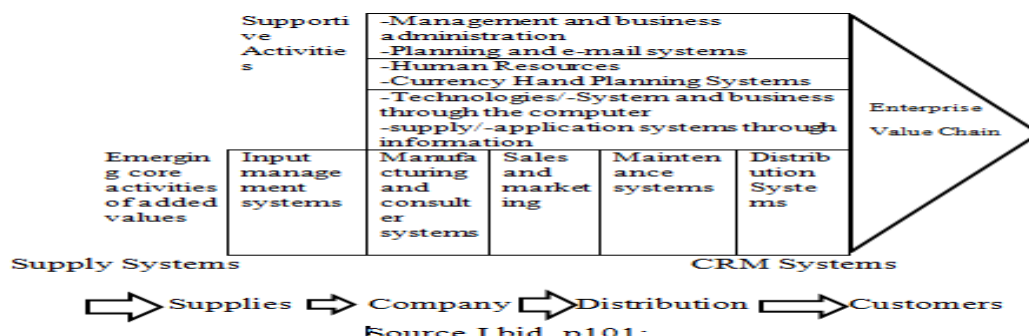 Supporti
ve
Activitie
s
-Management and business
administration
-Planning and e-mail systems
-Human Resources
-Currency Hand Planning Systems
-Technologies/-System and business
through the computer
-supply/-application systems through
information
Enterprise
Value Chain
Emergin
g core
activities
of added
values
Input
manage
ment
systems
Manufa
cturing
and
consult
er
systems
Sales
and
market
ing
Mainten
ance
systems
Distrib
ution
Syste
ms
Supply Systems
CRM Systems
Supplies
Company
Distribution
Customers
Source I bid, p101: